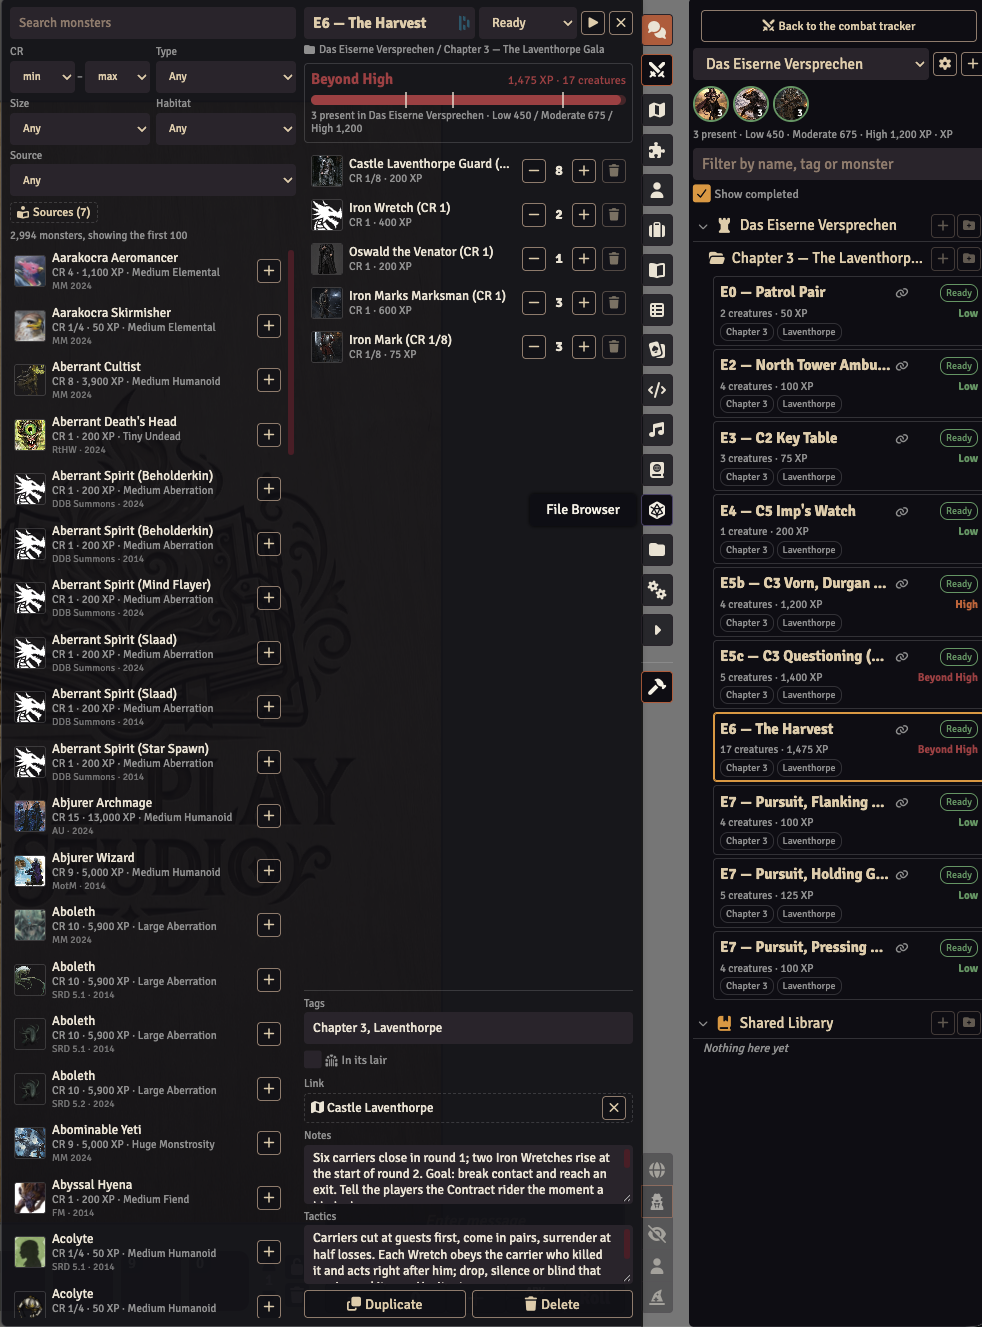 Search monsters
CR
Type
min
–
max
Any
Size
Habitat
Any
Any
Source
Any
Sources (7)
2,994 monsters, showing the first 100
Aarakocra Aeromancer
CR 4 · 1,100 XP · Medium Elemental
MM 2024
Aarakocra Skirmisher
CR 1/4 · 50 XP · Medium Elemental
MM 2024
Aberrant Cultist
CR 8 · 3,900 XP · Medium Humanoid
MM 2024
Aberrant Death's Head
CR 1 · 200 XP · Tiny Undead
RtHW · 2024
Aberrant Spirit (Beholderkin)
CR 1 · 200 XP · Medium Aberration
DDB Summons · 2024
Aberrant Spirit (Beholderkin)
CR 1 · 200 XP · Medium Aberration
DDB Summons · 2014
Aberrant Spirit (Mind Flayer)
CR 1 · 200 XP · Medium Aberration
DDB Summons · 2024
Aberrant Spirit (Slaad)
CR 1 · 200 XP · Medium Aberration
DDB Summons · 2024
Aberrant Spirit (Slaad)
CR 1 · 200 XP · Medium Aberration
DDB Summons · 2014
Aberrant Spirit (Star Spawn)
CR 1 · 200 XP · Medium Aberration
DDB Summons · 2024
Abjurer Archmage
CR 15 · 13,000 XP · Medium Humanoid
AU · 2024
Abjurer Wizard
CR 9 · 5,000 XP · Medium Humanoid
MotM · 2014
Aboleth
CR 10 · 5,900 XP · Large Aberration
MM 2024
Aboleth
CR 10 · 5,900 XP · Large Aberration
SRD 5.1 · 2014
Aboleth
CR 10 · 5,900 XP · Large Aberration
SRD 5.1 · 2014
Aboleth
CR 10 · 5,900 XP · Large Aberration
SRD 5.2 · 2024
Abominable Yeti
CR 9 · 5,000 XP · Huge Monstrosity
MM 2024
Abyssal Hyena
CR 1 · 200 XP · Medium Fiend
FM · 2014
Acolyte
CR 1/4 · 50 XP · Medium Humanoid
SRD 5.1 · 2014
Acolyte
CR 1/4 · 50 XP · Medium Humanoid
E6 — The Harvest
Ready
Das Eiserne Versprechen / Chapter 3 — The Laventhorpe Gala
Beyond High
1,475 XP · 17 creatures
3 present in Das Eiserne Versprechen · Low 450 / Moderate 675 /
High 1,200
Castle Laventhorpe Guard (...
CR 1/8 · 200 XP
8
Iron Wretch (CR 1)
CR 1 · 400 XP
2
Oswald the Venator (CR 1)
CR 1 · 200 XP
1
Iron Marks Marksman (CR 1)
CR 1 · 600 XP
3
Iron Mark (CR 1/8)
CR 1/8 · 75 XP
3
File Browser
Tags
Chapter 3, Laventhorpe
In its lair
Link
Castle Laventhorpe
Notes
Six carriers close in round 1; two Iron Wretches rise at
the start of round 2. Goal: break contact and reach an
exit. Tell the players the Contract rider the moment a
Tactics
Carriers cut at guests first, come in pairs, surrender at
half losses. Each Wretch obeys the carrier who killed
it and acts right after him; drop, silence or blind that
Duplicate
Delete
Back to the combat tracker
Das Eiserne Versprechen
3
3
3
3 present · Low 450 · Moderate 675 · High 1,200 XP · XP
Filter by name, tag or monster
Show completed
Das Eiserne Versprechen
Chapter 3 — The Laventhorp...
E0 — Patrol Pair
Ready
2 creatures · 50 XP
Low
Chapter 3
Laventhorpe
E2 — North Tower Ambu...
Ready
4 creatures · 100 XP
Low
Chapter 3
Laventhorpe
E3 — C2 Key Table
Ready
3 creatures · 75 XP
Low
Chapter 3
Laventhorpe
E4 — C5 Imp's Watch
Ready
1 creature · 200 XP
Low
Chapter 3
Laventhorpe
E5b — C3 Vorn, Durgan ...
Ready
4 creatures · 1,200 XP
High
Chapter 3
Laventhorpe
E5c — C3 Questioning (...
Ready
5 creatures · 1,400 XP
Beyond High
Chapter 3
Laventhorpe
E6 — The Harvest
Ready
17 creatures · 1,475 XP
Beyond High
Chapter 3
Laventhorpe
E7 — Pursuit, Flanking ...
Ready
4 creatures · 100 XP
Low
Chapter 3
Laventhorpe
E7 — Pursuit, Holding G...
Ready
5 creatures · 125 XP
Low
Chapter 3
Laventhorpe
E7 — Pursuit, Pressing ...
Ready
4 creatures · 100 XP
Low
Chapter 3
Laventhorpe
Shared Library
Nothing here yet